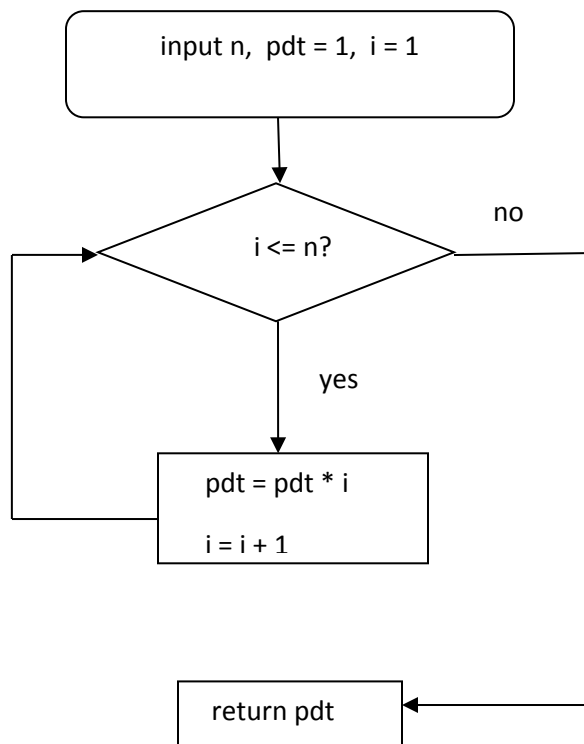 input n,  pdt = 1,  i = 1
no
i <= n?
yes
pdt = pdt * i
i = i + 1
return pdt